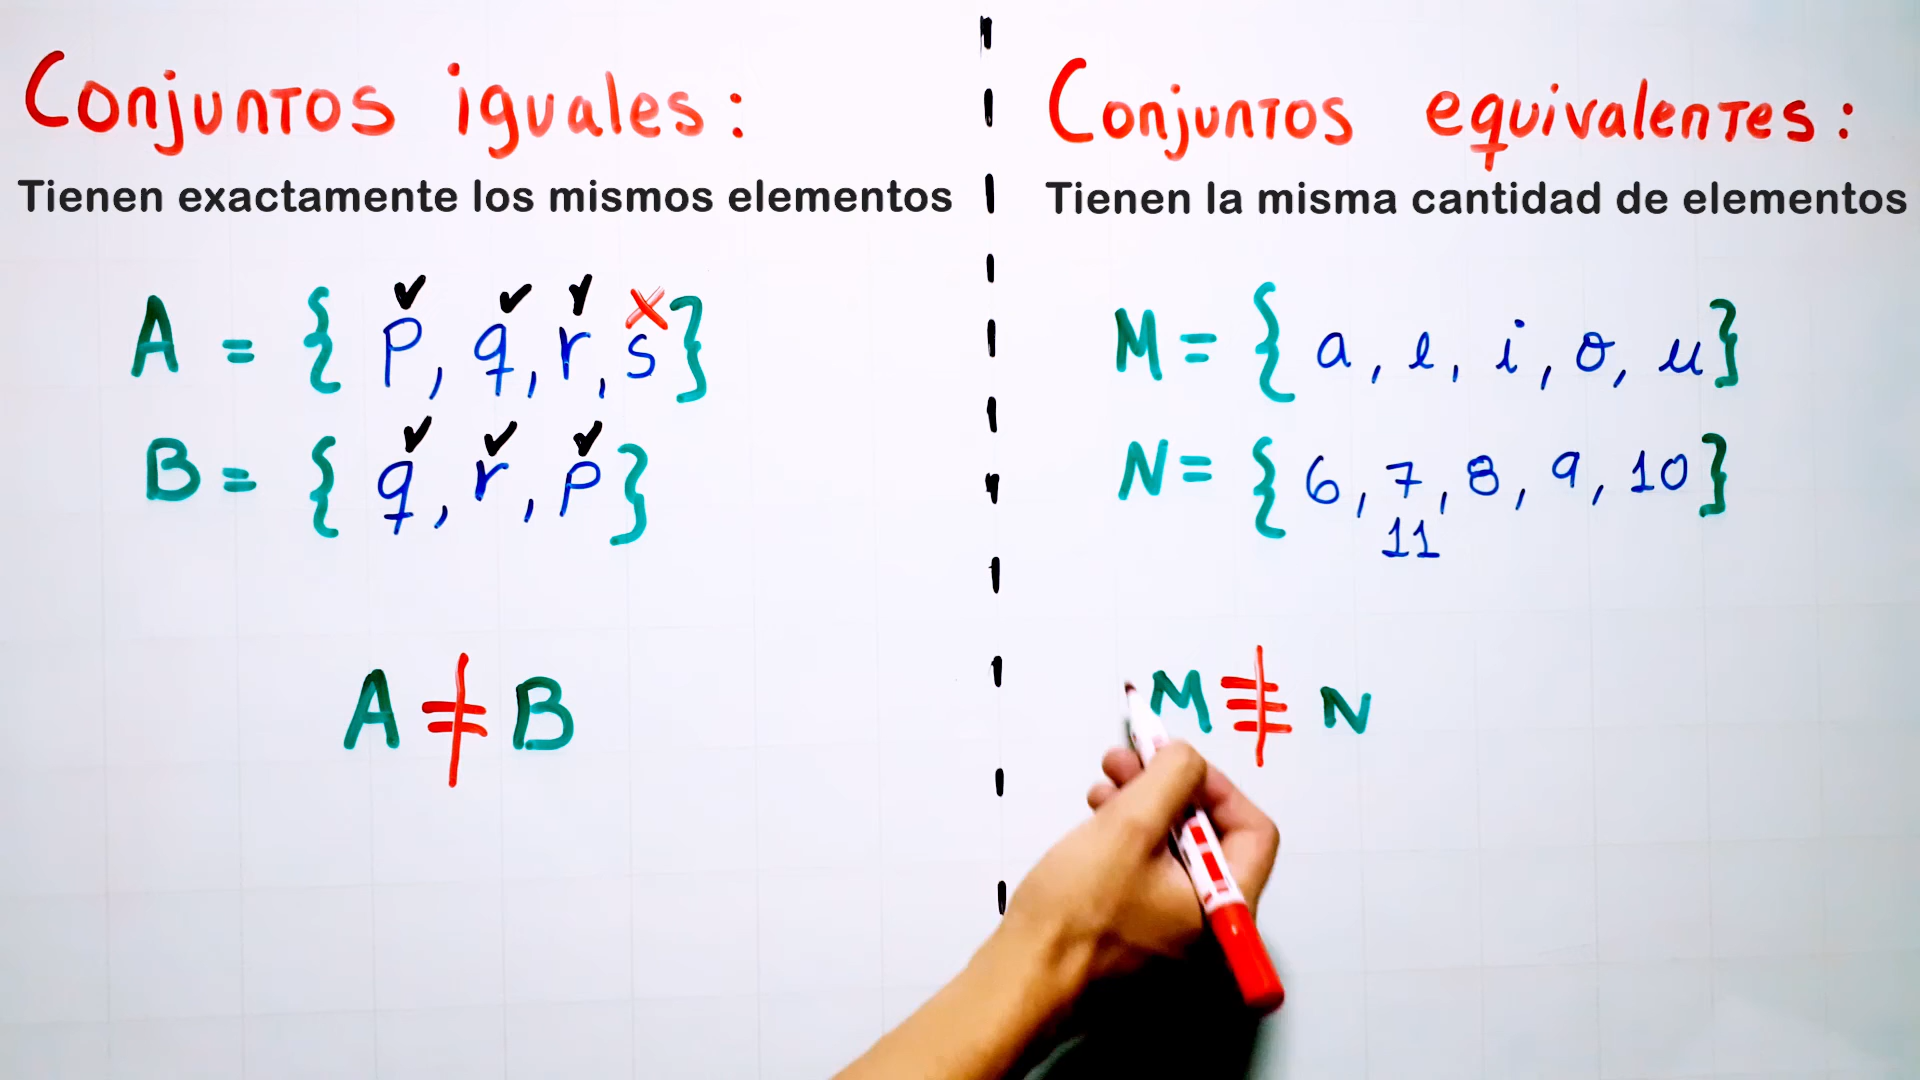 Conjuntos iguales:
Tienen exactamente los mismos elementos
A = { p, q, r, s }
B = { q, r, p }
A ≠ B
Conjuntos equivalentes:
Tienen la misma cantidad de elementos
M = { a, e, i, o, u }
N = { 6, 7, 8, 9, 10 }
11
M ≢ N